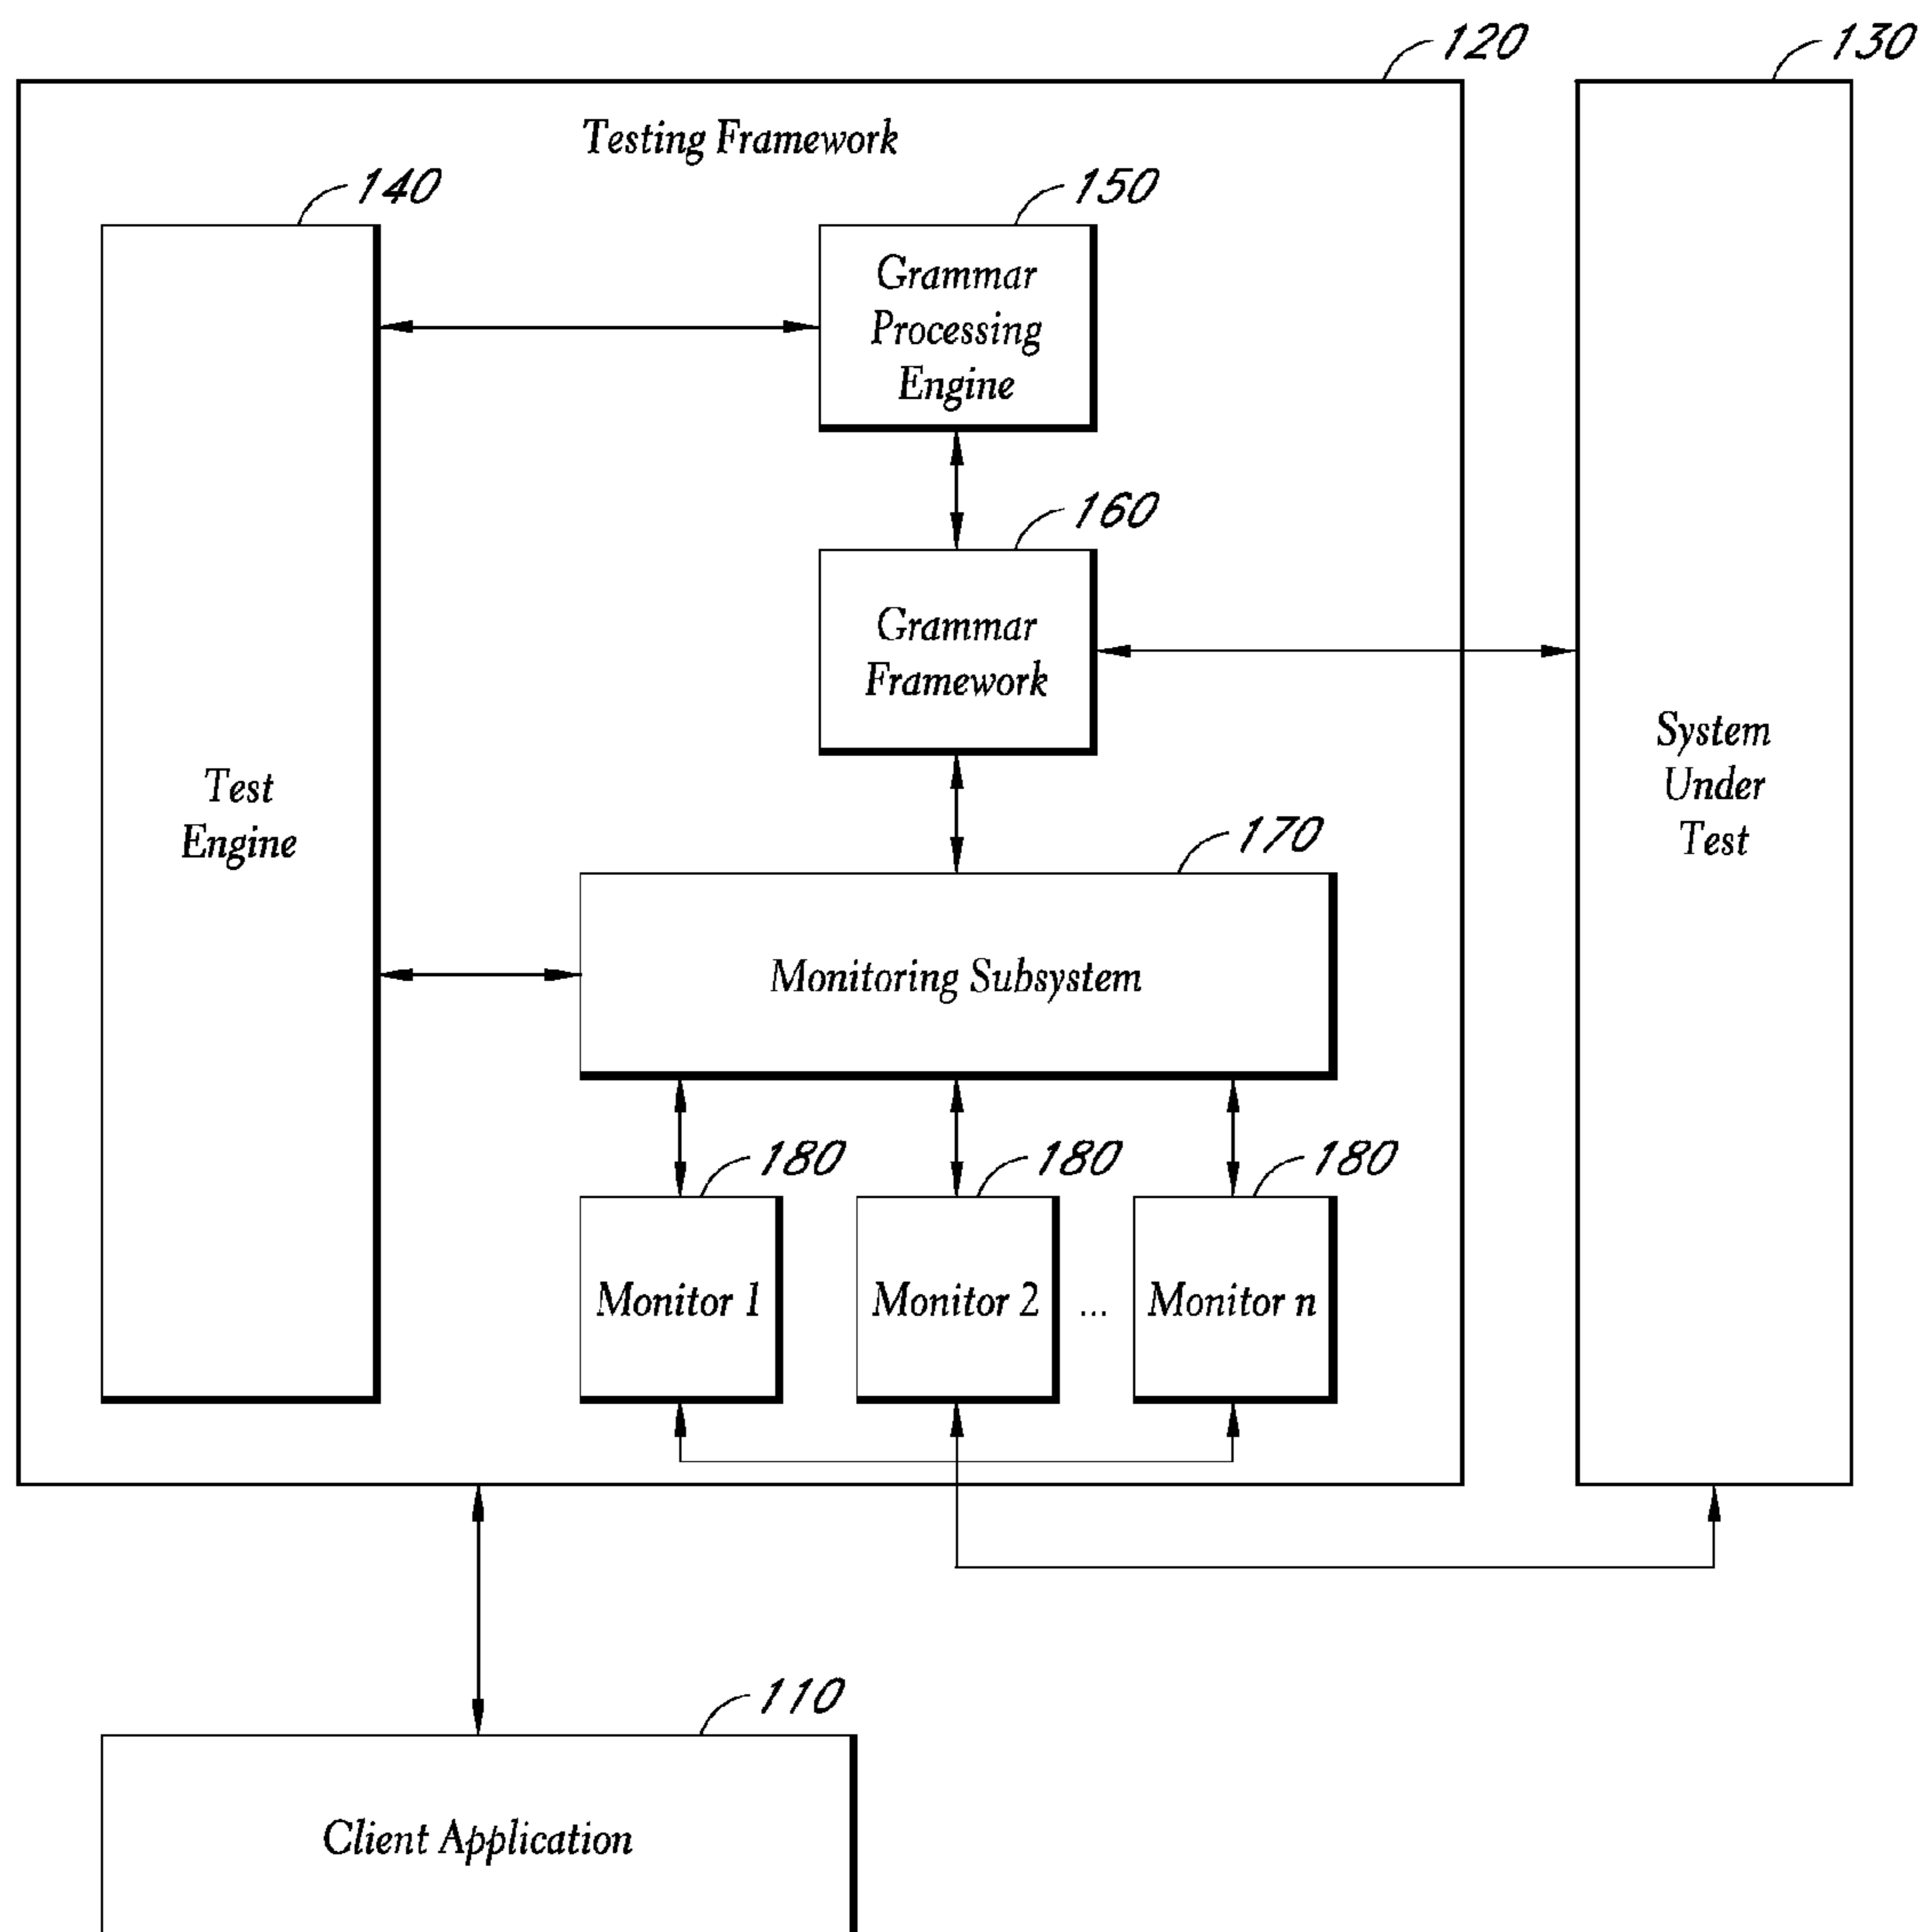 120
130
Testing Framework
140
150
Grammar
Processing
Engine
160
Grammar
Framework
System
Under
Test
Test
Engine
170
Monitoring Subsystem
180
180
180
Monitor 1
Monitor 2
...
Monitor n
110
Client Application